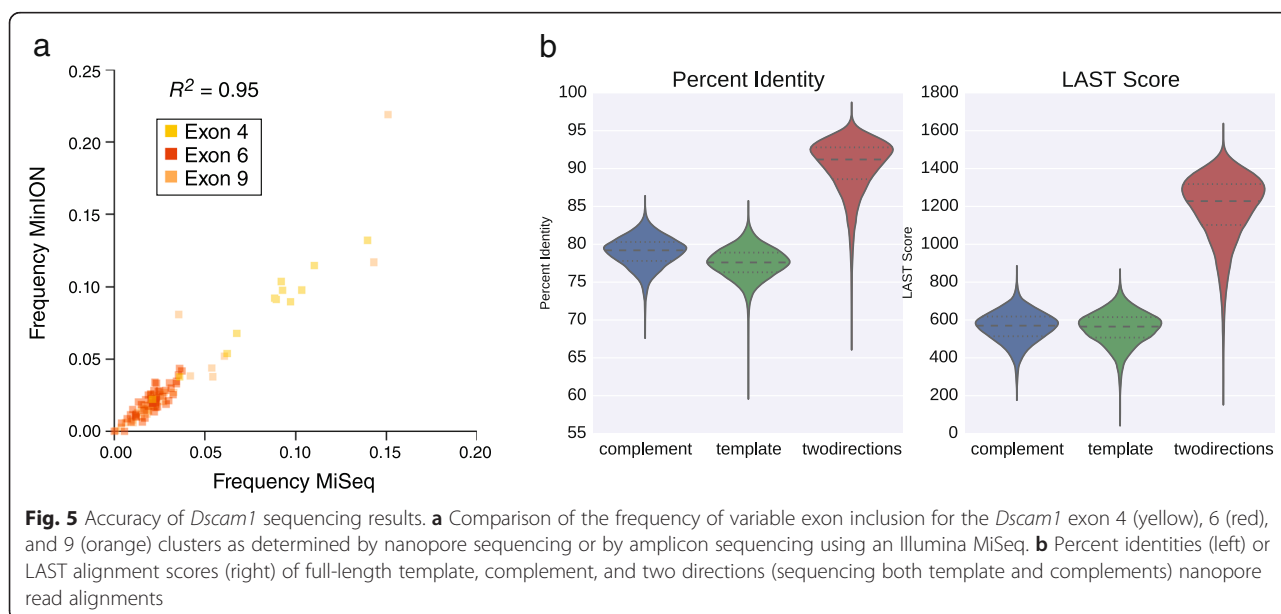 a
0.25
0.20
0.15
0.10
0.05
0.00
Frequency MinION
R² = 0.95
Exon 4
Exon 6
Exon 9
0.00 0.05 0.10 0.15 0.20
Frequency MiSeq
b
Percent Identity
100
95
90
85
80
75
70
65
60
55
Percent Identity
complement template twodirections
LAST Score
1800
1600
1400
1200
1000
800
600
400
200
0
LAST Score
complement template twodirections
Fig. 5 Accuracy of Dscam1 sequencing results. a Comparison of the frequency of variable exon inclusion for the Dscam1 exon 4 (yellow), 6 (red),
and 9 (orange) clusters as determined by nanopore sequencing or by amplicon sequencing using an Illumina MiSeq. b Percent identities (left) or
LAST alignment scores (right) of full-length template, complement, and two directions (sequencing both template and complements) nanopore
read alignments